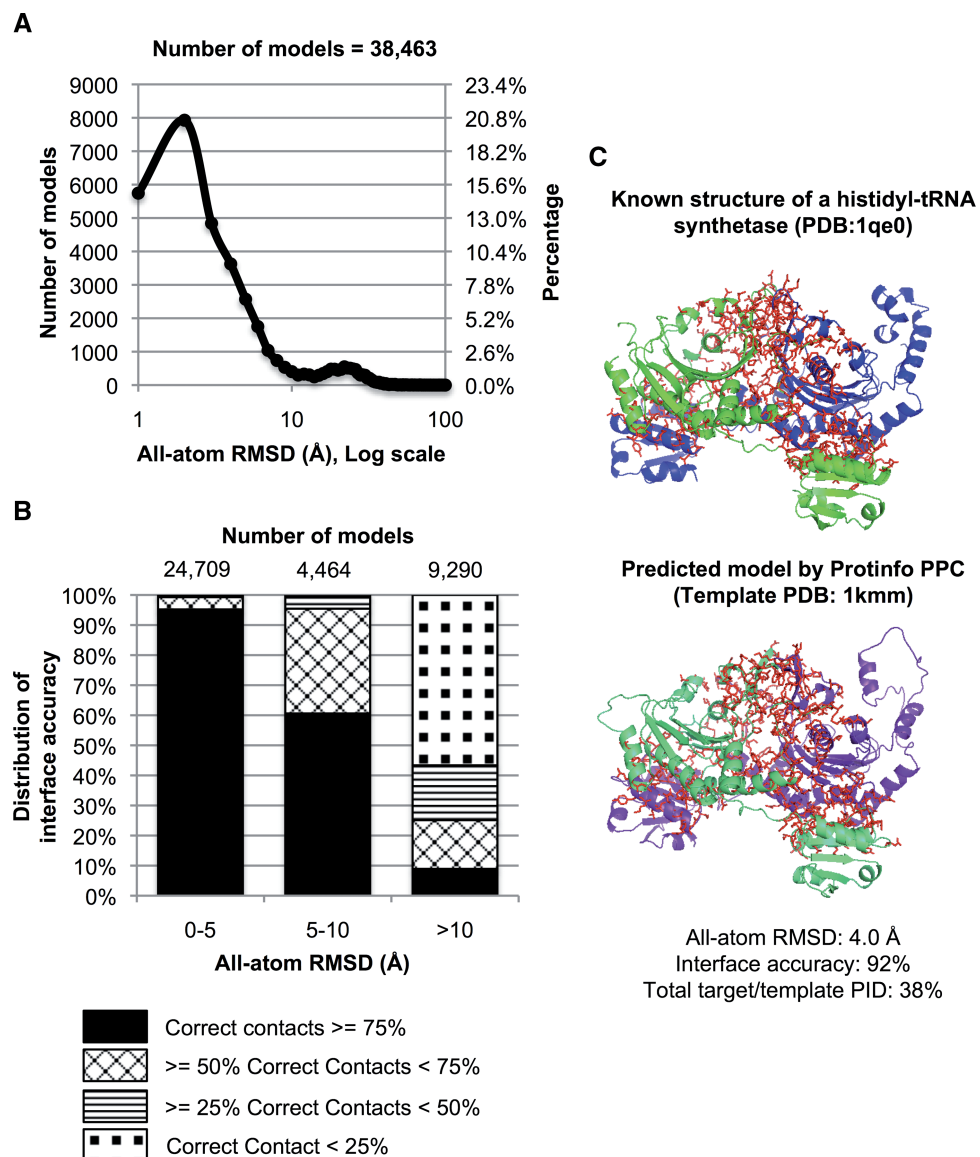 A
Number of models = 38,463
9000
8000
7000
6000
5000
4000
3000
2000
1000
0
Number of models
23.4%
20.8%
18.2%
15.6%
13.0%
10.4%
7.8%
5.2%
2.6%
0.0%
Percentage
1
10
100
All-atom RMSD (Å), Log scale
B
Number of models
24,709
4,464
9,290
100%
90%
80%
70%
60%
50%
40%
30%
20%
10%
0%
Distribution of
interface accuracy
0-5
5-10
>10
All-atom RMSD (Å)
Correct contacts >= 75%
>= 50% Correct Contacts < 75%
>= 25% Correct Contacts < 50%
Correct Contact < 25%
C
Known structure of a histidyl-tRNA
synthetase (PDB:1qe0)
Predicted model by Protinfo PPC
(Template PDB: 1kmm)
All-atom RMSD: 4.0 Å
Interface accuracy: 92%
Total target/template PID: 38%